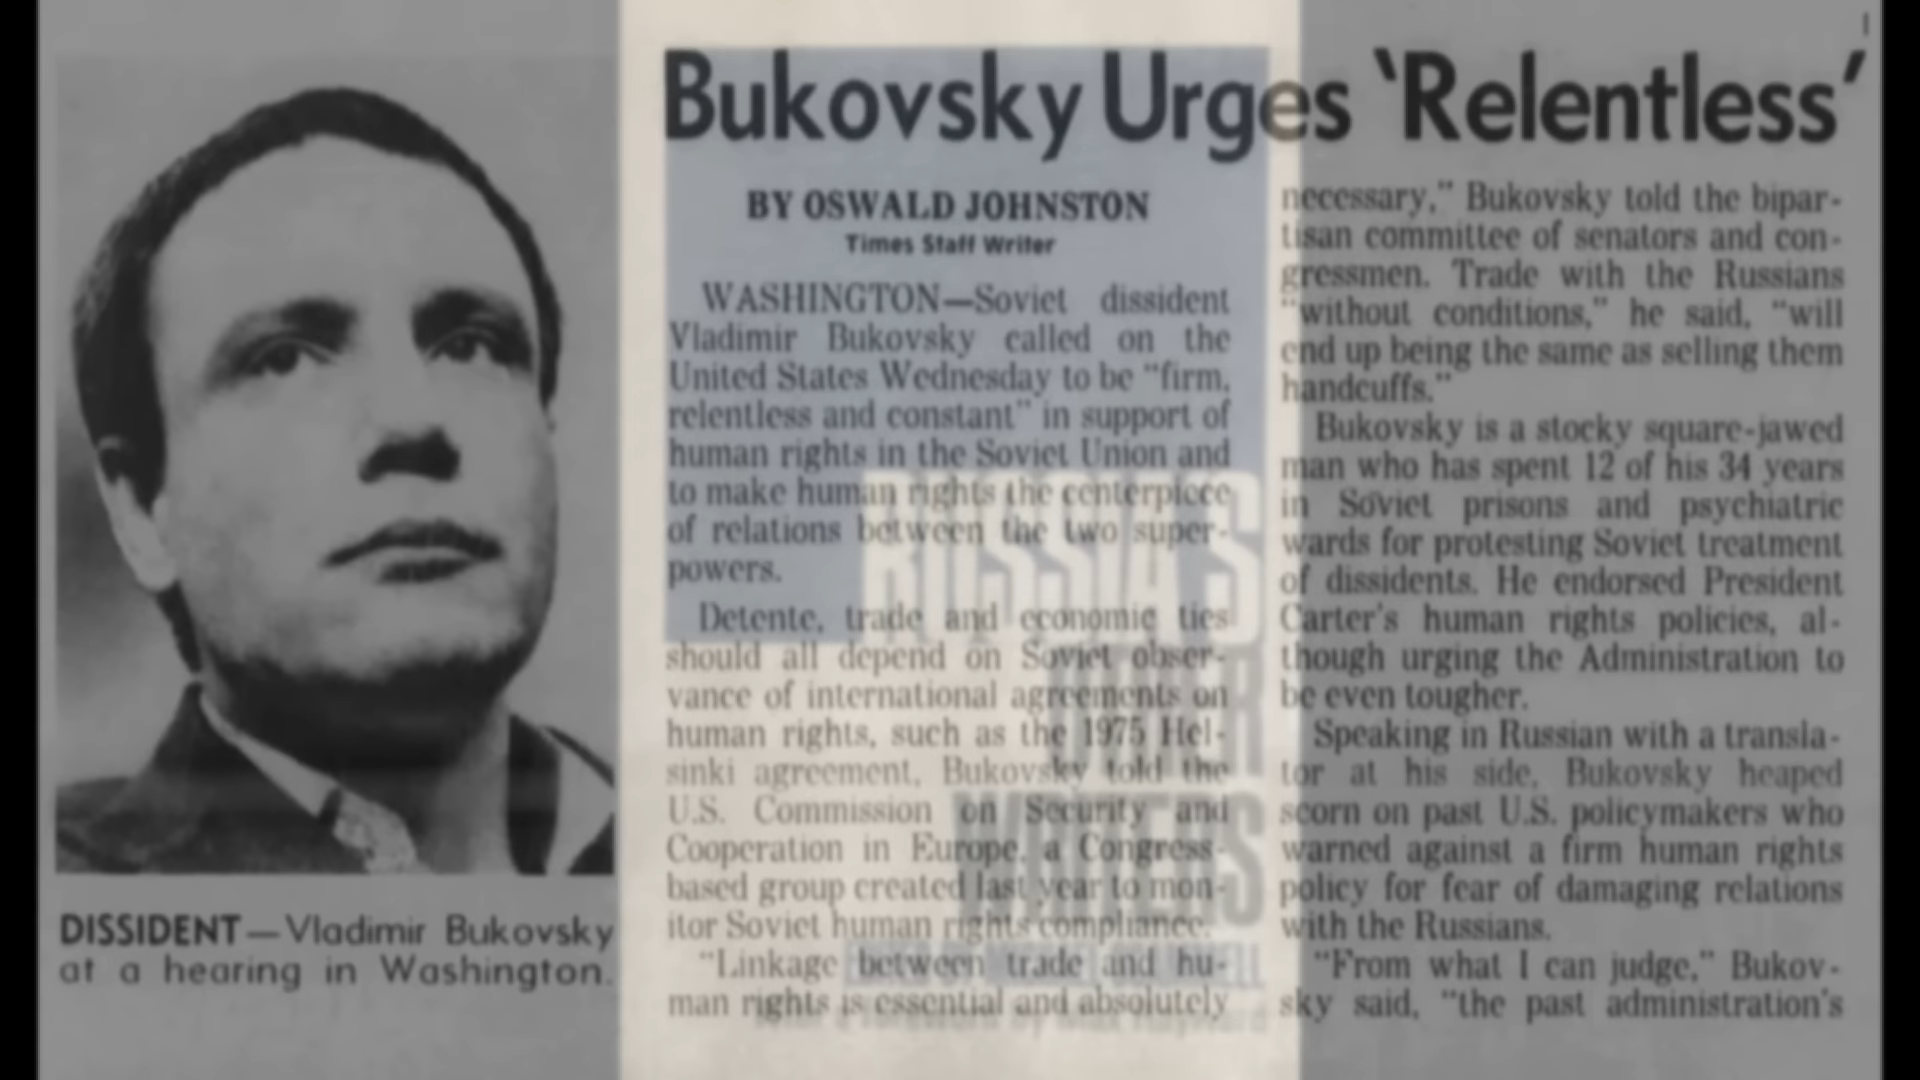 Bukovsky Urges 'Relentless'
BY OSWALD JOHNSTON
Times Staff Writer
WASHINGTON—Soviet dissident
Vladimir Bukovsky called on the
United States Wednesday to be "firm,
relentless and constant" in support of
human rights in the Soviet Union and
to make human rights the centerpiece
of relations between the two super-
powers.
Detente, trade and economic ties
should all depend on Soviet obser-
vance of international agreements on
human rights, such as the 1975 Hel-
sinki agreement, Bukovsky told the
U.S. Commission on Security and
Cooperation in Europe, a Congress-
based group created last year to mon-
itor Soviet human rights compliance.
"Linkage between trade and hu-
man rights is essential and absolutely
necessary," Bukovsky told the bipar-
tisan committee of senators and con-
gressmen. Trade with the Russians
"without conditions," he said, "will
end up being the same as selling them
handcuffs."
Bukovsky is a stocky square-jawed
man who has spent 12 of his 34 years
in Soviet prisons and psychiatric
wards for protesting Soviet treatment
of dissidents. He endorsed President
Carter's human rights policies, al-
though urging the Administration to
be even tougher.
Speaking in Russian with a transla-
tor at his side, Bukovsky heaped
scorn on past U.S. policymakers who
warned against a firm human rights
policy for fear of damaging relations
with the Russians.
"From what I can judge," Bukov-
sky said, "the past administration's
DISSIDENT—Vladimir Bukovsky
at a hearing in Washington.
RUSSIA'S
OTHER
WRITERS